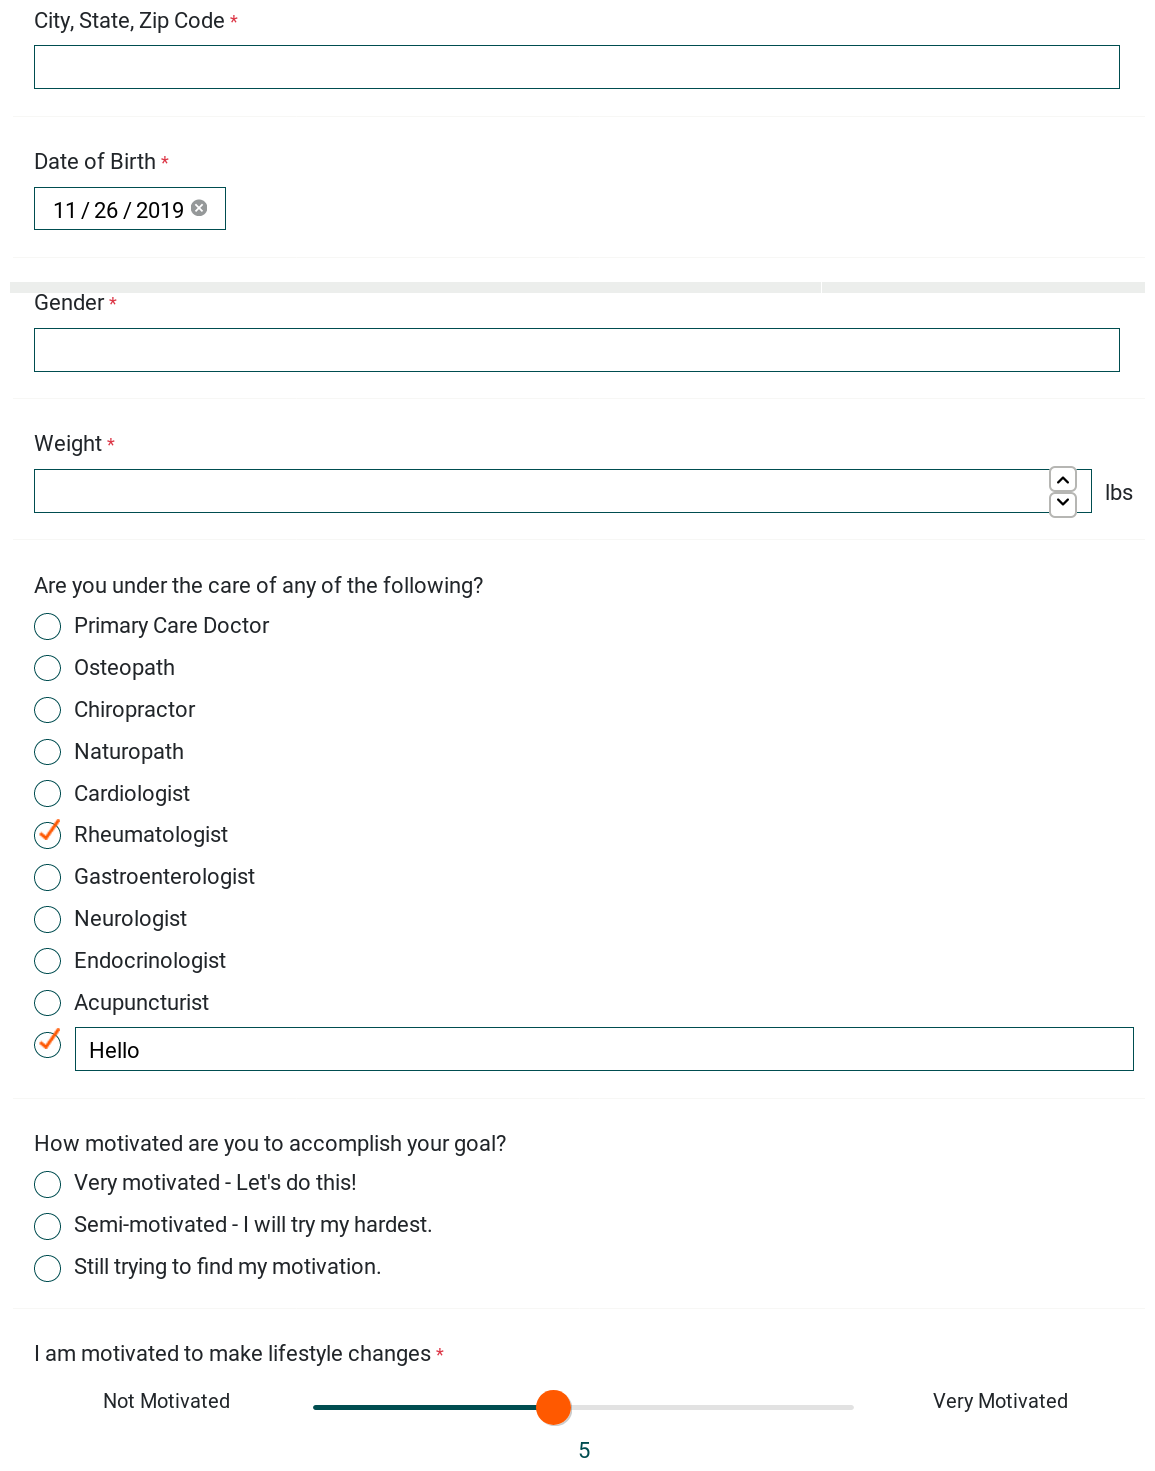 City, State, Zip Code *
Date of Birth *
11 / 26 / 2019
Gender *
Weight *
lbs
Are you under the care of any of the following?
Primary Care Doctor
Osteopath
Chiropractor
Naturopath
Cardiologist
Rheumatologist
Gastroenterologist
Neurologist
Endocrinologist
Acupuncturist
Hello
How motivated are you to accomplish your goal?
Very motivated - Let's do this!
Semi-motivated - I will try my hardest.
Still trying to find my motivation.
I am motivated to make lifestyle changes *
Not Motivated Very Motivated
5